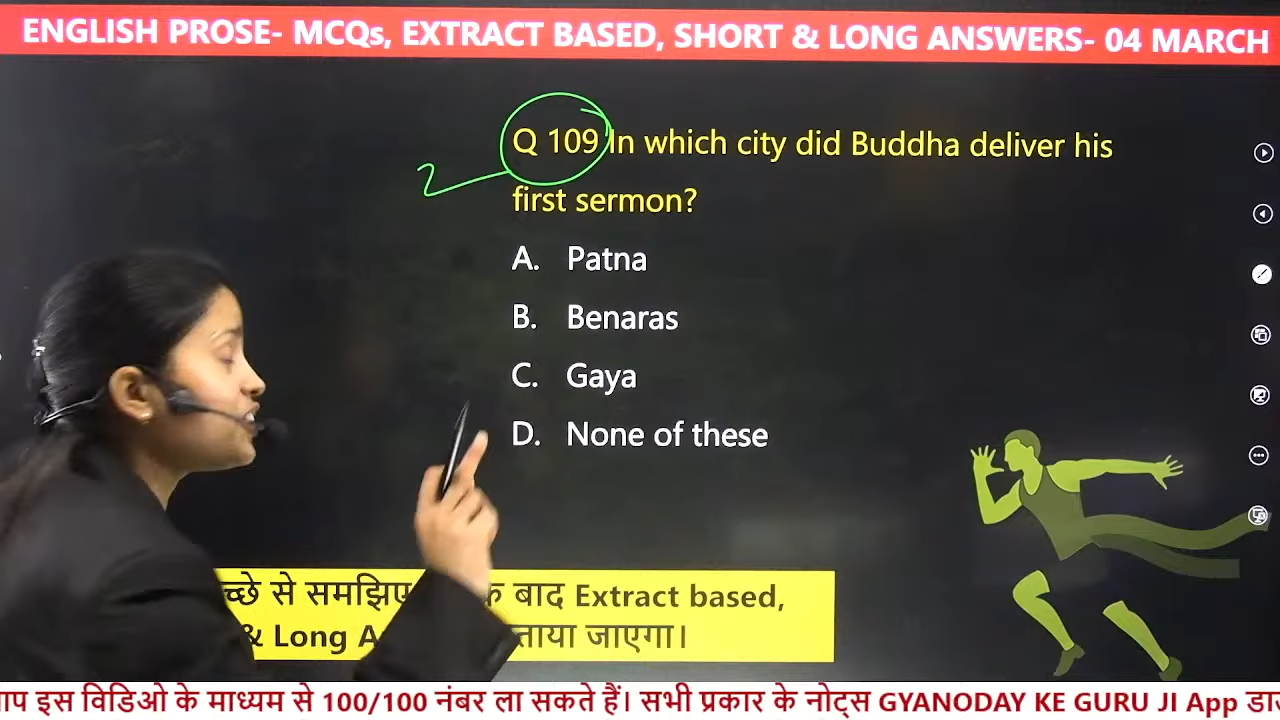 ENGLISH PROSE- MCQs, EXTRACT BASED, SHORT & LONG ANSWERS- 04 MARCH
Q 109 In which city did Buddha deliver his
first sermon?
A. Patna
B. Benaras
C. Gaya
D. None of these
से समझिए बाद Extract based,
& Long
इस विडिओ के माध्यम से 100/100 नंबर ला सकते हैं। सभी प्रकार के नोट्स GYANODAY KE GURU JI App